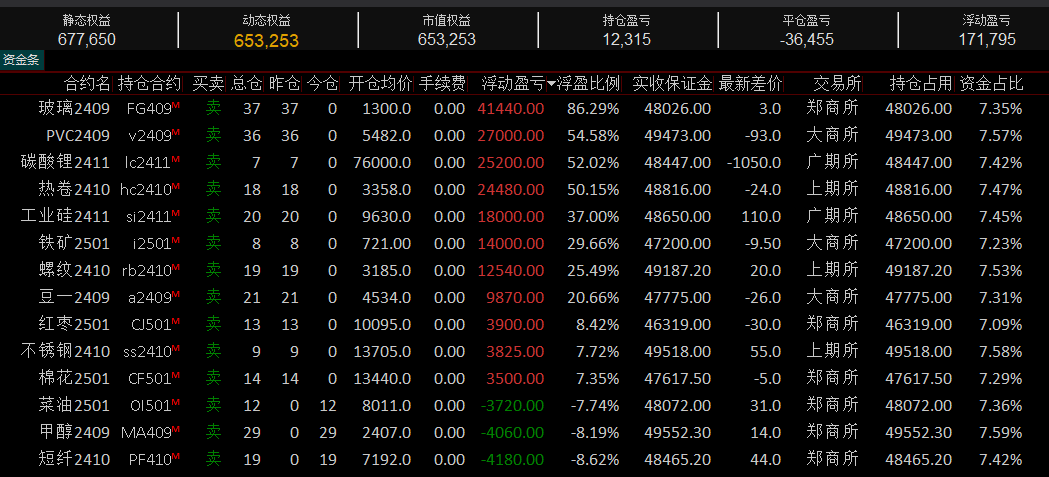 静态权益 动态权益 市值权益 持仓盈亏 平仓盈亏 浮动盈亏
677,650 653,253 653,253 12,315 -36,455 171,795
资金条
合约名 持仓合约 买卖 总仓 昨仓 今仓 开仓均价 手续费 浮动盈亏 浮盈比例 实收保证金 最新差价 交易所 持仓占用 资金占比
玻璃2409 FG409M 卖 37 37 0 1300.0 0.00 41440.00 86.29% 48026.00 3.0 郑商所 48026.00 7.35%
PVC2409 v2409M 卖 36 36 0 5482.0 0.00 27000.00 54.58% 49473.00 -93.0 大商所 49473.00 7.57%
碳酸锂2411 lc2411M 卖 7 7 0 76000.0 0.00 25200.00 52.02% 48447.00 -1050.0 广期所 48447.00 7.42%
热卷2410 hc2410M 卖 18 18 0 3358.0 0.00 24480.00 50.15% 48816.00 -24.0 上期所 48816.00 7.47%
工业硅2411 si2411M 卖 20 20 0 9630.0 0.00 18000.00 37.00% 48650.00 110.0 广期所 48650.00 7.45%
铁矿2501 i2501M 卖 8 8 0 721.00 0.00 14000.00 29.66% 47200.00 -9.50 大商所 47200.00 7.23%
螺纹2410 rb2410M 卖 19 19 0 3185.0 0.00 12540.00 25.49% 49187.20 20.0 上期所 49187.20 7.53%
豆一2409 a2409M 卖 21 21 0 4534.0 0.00 9870.00 20.66% 47775.00 -26.0 大商所 47775.00 7.31%
红枣2501 CJ501M 卖 13 13 0 10095.0 0.00 3900.00 8.42% 46319.00 -30.0 郑商所 46319.00 7.09%
不锈钢2410 ss2410M 卖 9 9 0 13705.0 0.00 3825.00 7.72% 49518.00 55.0 上期所 49518.00 7.58%
棉花2501 CF501M 卖 14 14 0 13440.0 0.00 3500.00 7.35% 47617.50 -5.0 郑商所 47617.50 7.29%
菜油2501 OI501M 卖 12 0 12 8011.0 0.00 -3720.00 -7.74% 48072.00 31.0 郑商所 48072.00 7.36%
甲醇2409 MA409M 卖 29 0 29 2407.0 0.00 -4060.00 -8.19% 49552.30 14.0 郑商所 49552.30 7.59%
短纤2410 PF410M 卖 19 0 19 7192.0 0.00 -4180.00 -8.62% 48465.20 44.0 郑商所 48465.20 7.42%